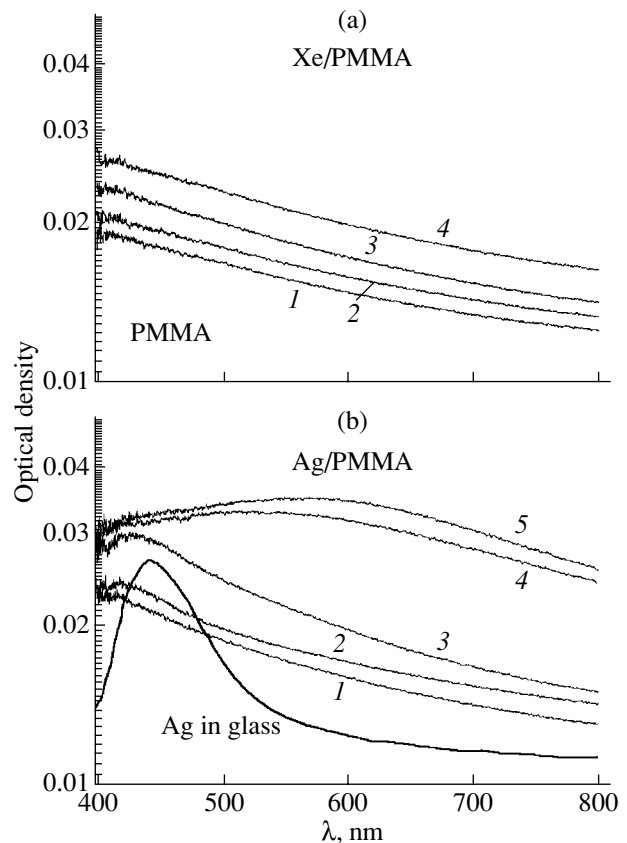 (a)
Xe/PMMA
0.04
0.03
0.02
0.01
4
3
2
1
PMMA
Optical density
(b)
Ag/PMMA
0.04
0.03
0.02
0.01
5
4
3
2
1
Ag in glass
400 500 600 700 800
λ, nm